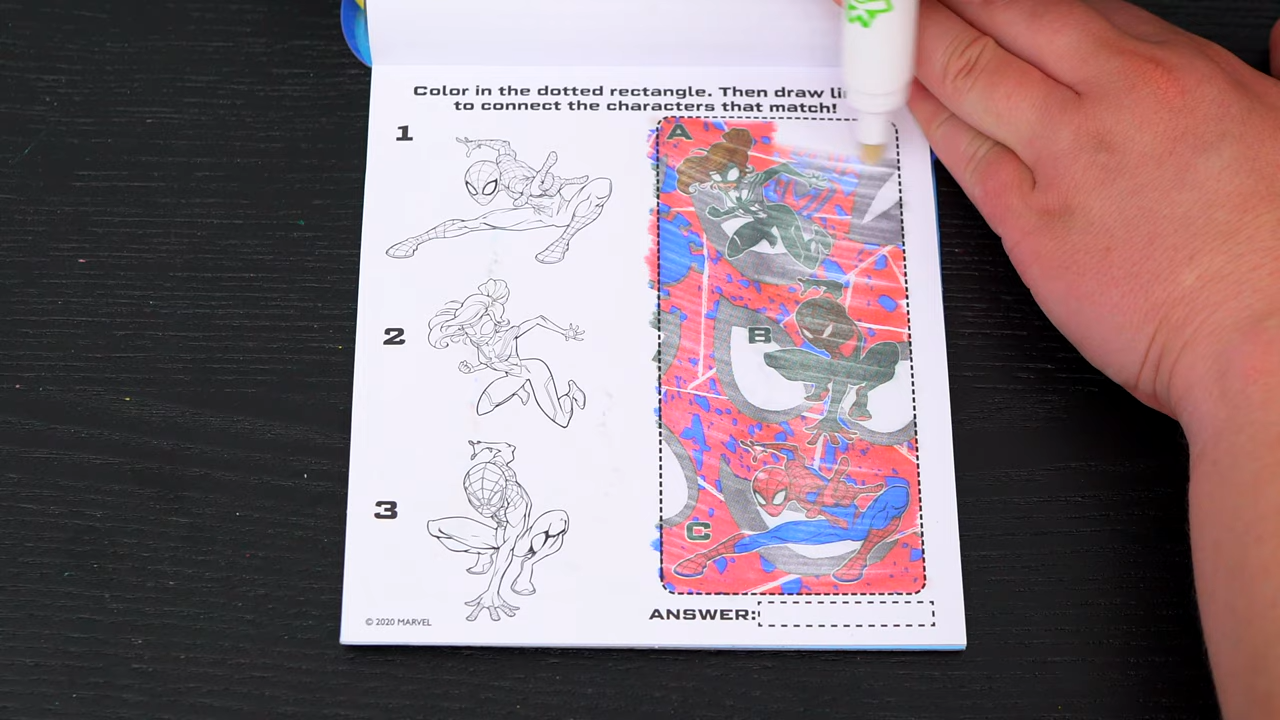 Color in the dotted rectangle. Then draw
to connect the characters that match!
1
A
2
B
3
C
ANSWER:
© 2020 MARVEL